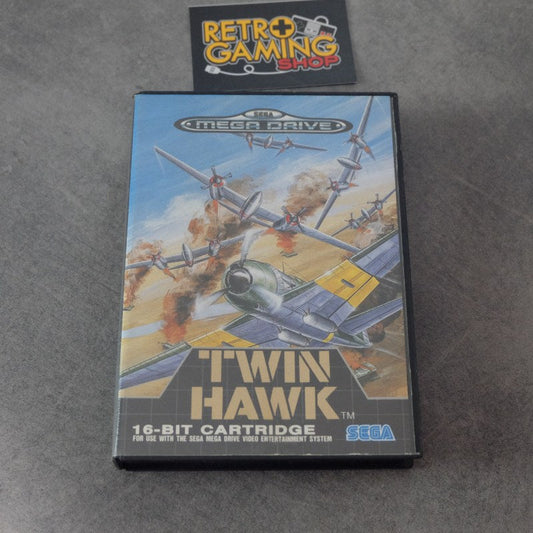 RETRO
GAMING
SHOP
SEGA
MEGA DRIVE
TWIN
HAWK TM
16-BIT CARTRIDGE
FOR USE WITH THE SEGA MEGA DRIVE VIDEO ENTERTAINMENT SYSTEM
SEGA